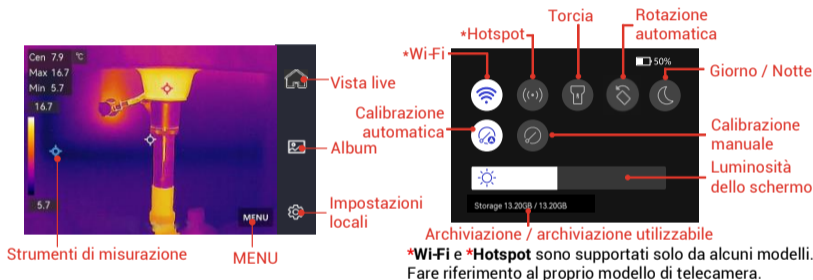 Cen 7.9 °C
Max 16.7
Min 5.7
16.7
5.7
MENU
Vista live
Album
Impostazioni
locali
Strumenti di misurazione
MENU
*Wi-Fi
*Hotspot
Torcia
Rotazione
automatica
50%
Giorno / Notte
Calibrazione
automatica
Calibrazione
manuale
Luminosità
dello schermo
Storage 13.20GB / 13.20GB
Archiviazione / archiviazione utilizzabile
*Wi-Fi e *Hotspot sono supportati solo da alcuni modelli.
Fare riferimento al proprio modello di telecamera.